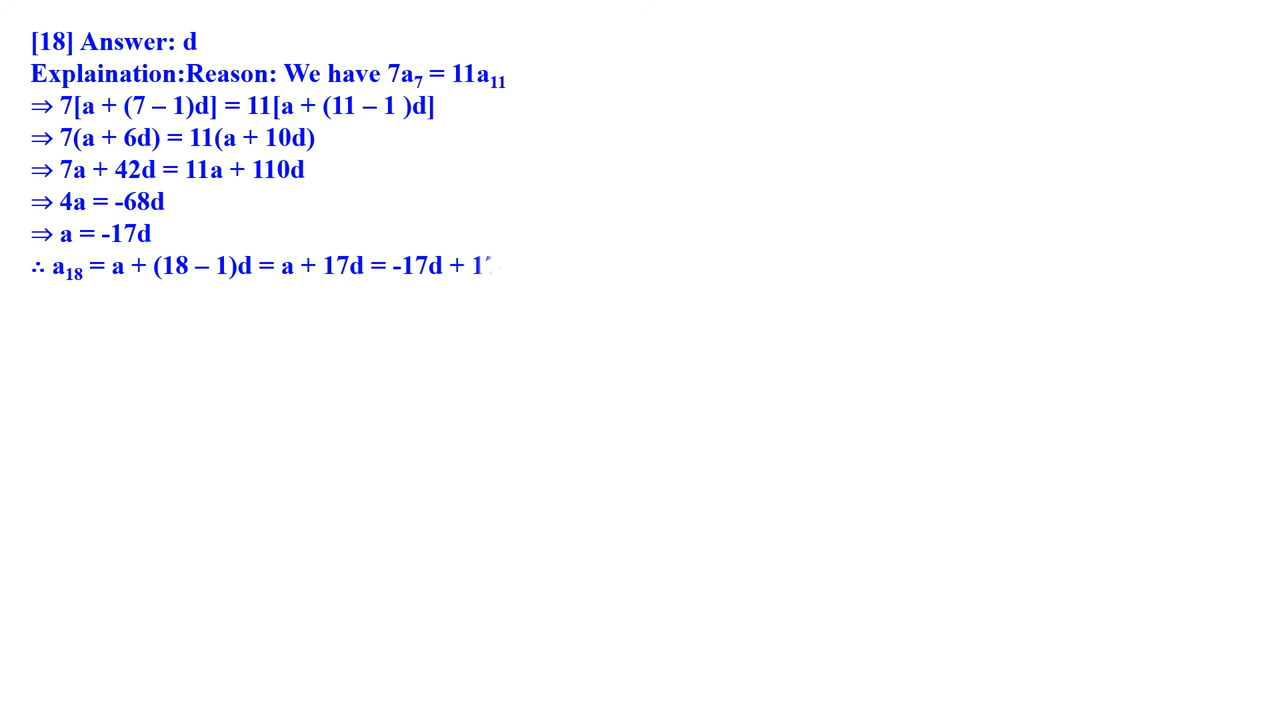 [18] Answer: d
Explaination:Reason: We have 7a₇ = 11a₁₁
⇒ 7[a + (7 – 1)d] = 11[a + (11 – 1 )d]
⇒ 7(a + 6d) = 11(a + 10d)
⇒ 7a + 42d = 11a + 110d
⇒ 4a = -68d
⇒ a = -17d
∴ a₁₈ = a + (18 – 1)d = a + 17d = -17d +